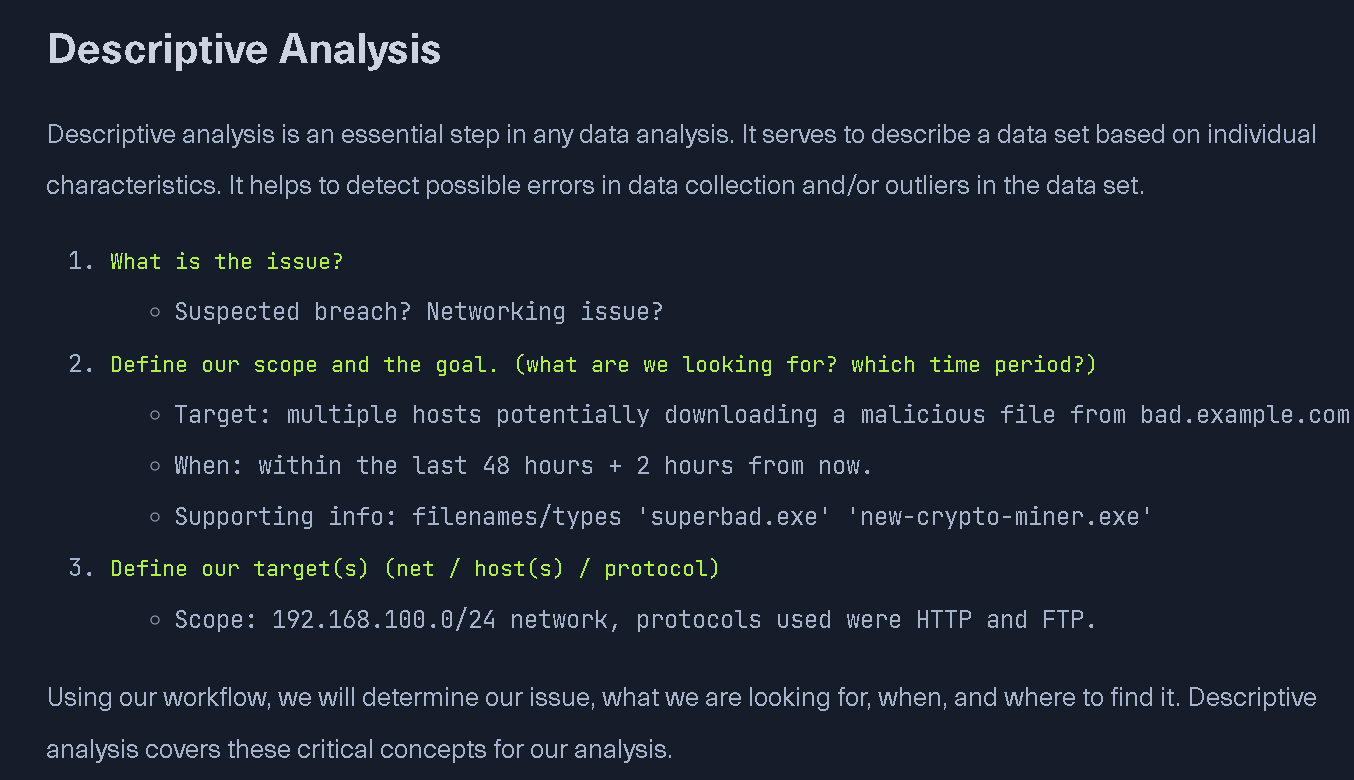 Descriptive Analysis
Descriptive analysis is an essential step in any data analysis. It serves to describe a data set based on individual
characteristics. It helps to detect possible errors in data collection and/or outliers in the data set.
1. What is the issue?
◦ Suspected breach? Networking issue?
2. Define our scope and the goal. (what are we looking for? which time period?)
◦ Target: multiple hosts potentially downloading a malicious file from bad.example.com
◦ When: within the last 48 hours + 2 hours from now.
◦ Supporting info: filenames/types 'superbad.exe' 'new-crypto-miner.exe'
3. Define our target(s) (net / host(s) / protocol)
◦ Scope: 192.168.100.0/24 network, protocols used were HTTP and FTP.
Using our workflow, we will determine our issue, what we are looking for, when, and where to find it. Descriptive
analysis covers these critical concepts for our analysis.